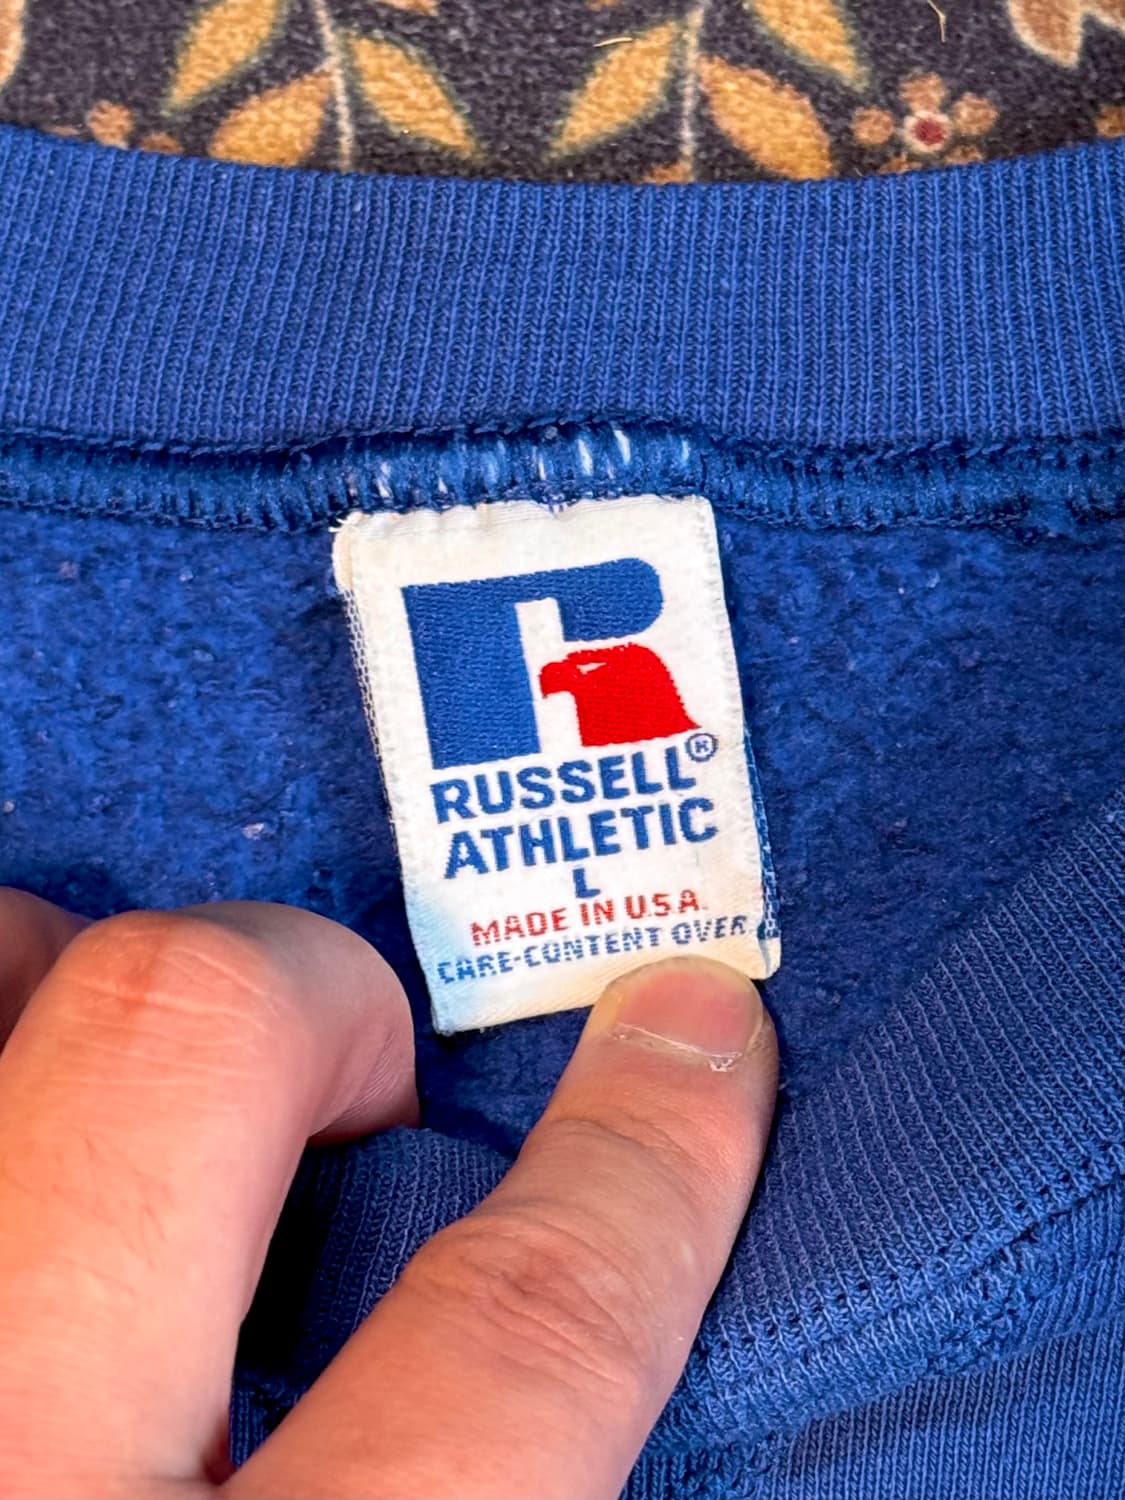 RUSSELL®
ATHLETIC
L
MADE IN U.S.A.
CARE-CONTENT OVER